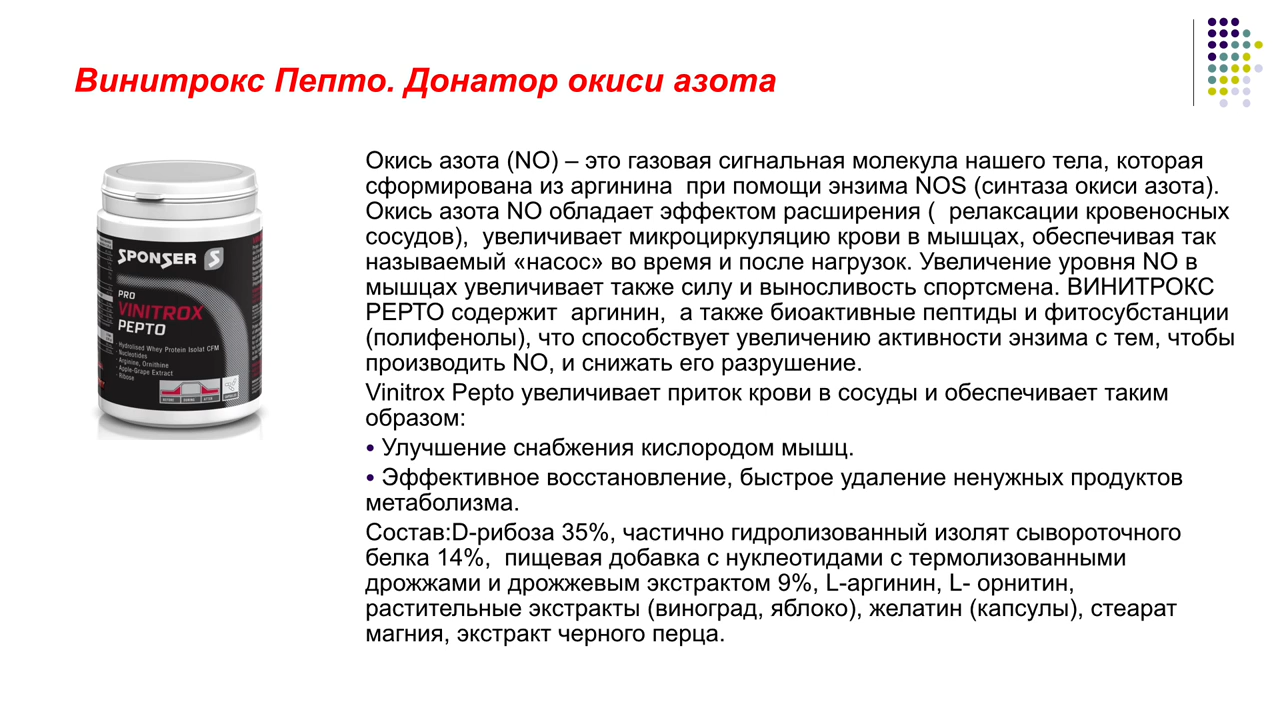 Винитрокс Пепто. Донатор окиси азота
Окись азота (NO) – это газовая сигнальная молекула нашего тела, которая
сформирована из аргинина  при помощи энзима NOS (синтаза окиси азота).
Окись азота NO обладает эффектом расширения (  релаксации кровеносных
сосудов),  увеличивает микроциркуляцию крови в мышцах, обеспечивая так
называемый «насос» во время и после нагрузок. Увеличение уровня NO в
мышцах увеличивает также силу и выносливость спортсмена. ВИНИТРОКС
PEPTO содержит  аргинин,  а также биоактивные пептиды и фитосубстанции
(полифенолы), что способствует увеличению активности энзима с тем, чтобы
производить NO, и снижать его разрушение.
Vinitrox Pepto увеличивает приток крови в сосуды и обеспечивает таким
образом:
• Улучшение снабжения кислородом мышц.
• Эффективное восстановление, быстрое удаление ненужных продуктов
метаболизма.
Состав:D-рибоза 35%, частично гидролизованный изолят сывороточного
белка 14%,  пищевая добавка с нуклеотидами с термолизованными
дрожжами и дрожжевым экстрактом 9%, L-аргинин, L- орнитин,
растительные экстракты (виноград, яблоко), желатин (капсулы), стеарат
магния, экстракт черного перца.
SPONSER S
PRO
VINITROX
PEPTO
- Hydrolised Whey Protein Isolat CFM
- Nucleotides
- Arginine, Ornithine
- Apple-Grape Extract
- Ribose